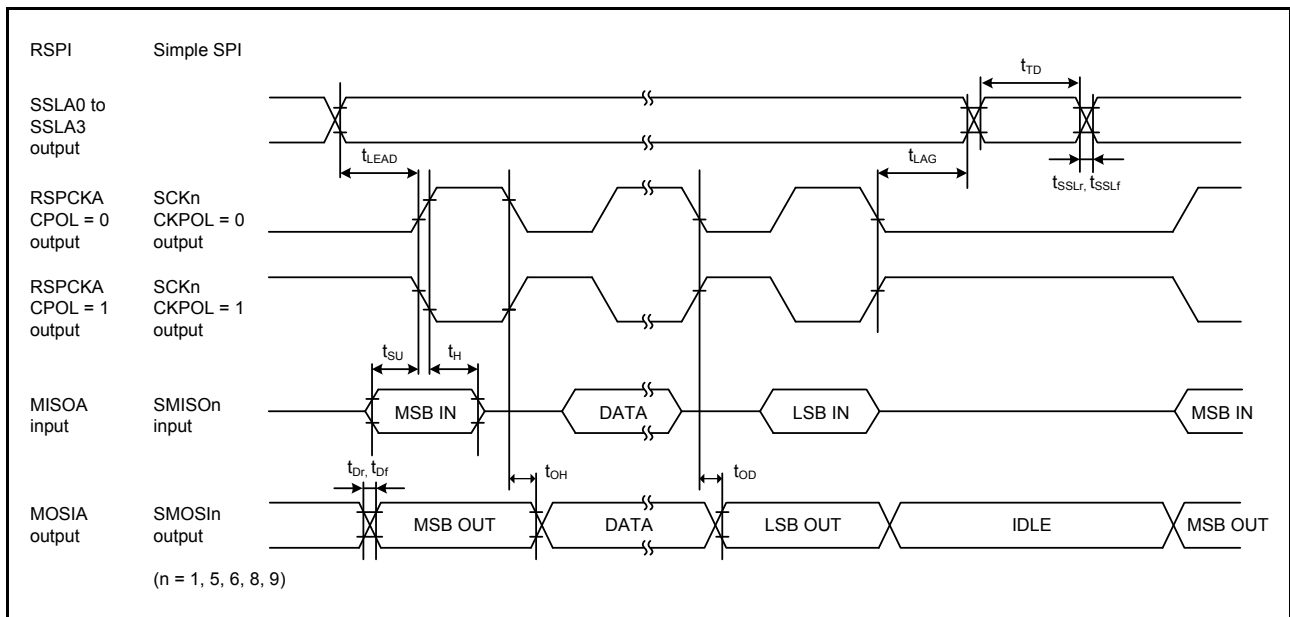 RSPI Simple SPI
tTD
SSLA0 to
SSLA3
output
tLEAD tLAG
tSSLr, tSSLf
RSPCKA SCKn
CPOL = 0 CKPOL = 0
output output
RSPCKA SCKn
CPOL = 1 CKPOL = 1
output output
tSU tH
MISOA SMISOn
input input
MSB IN DATA LSB IN MSB IN
tDr, tDf tOH tOD
MOSIA SMOSIn
output output
MSB OUT DATA LSB OUT IDLE MSB OUT
(n = 1, 5, 6, 8, 9)